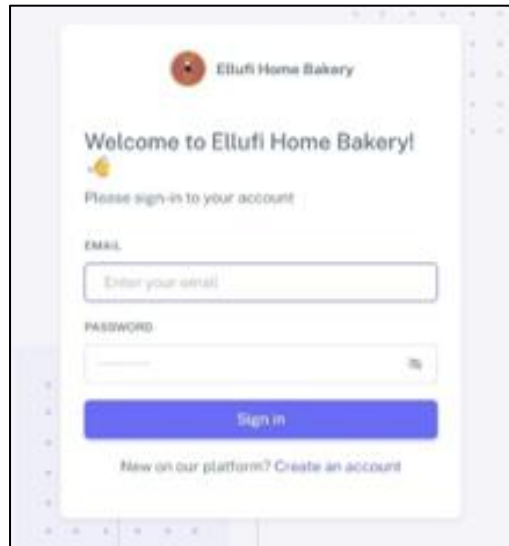 Ellufi Home Bakery
Welcome to Ellufi Home Bakery!
Please sign-in to your account
EMAIL
Enter your email
PASSWORD
Sign in
New on our platform? Create an account